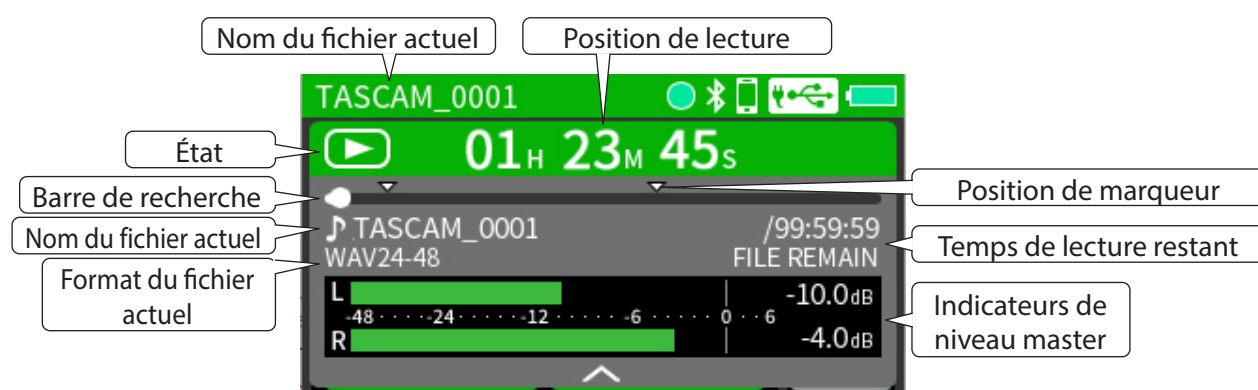 Nom du fichier actuel
Position de lecture
TASCAM_0001
État
01H 23M 45S
Barre de recherche
Position de marqueur
Nom du fichier actuel
TASCAM_0001
/99:59:59
Temps de lecture restant
WAV24-48
FILE REMAIN
Format du fichier
actuel
L
-10.0dB
-48 · · · · -24 · · · · · -12 · · · · · -6 · · · · 0 · · 6
R
-4.0dB
Indicateurs de
niveau master